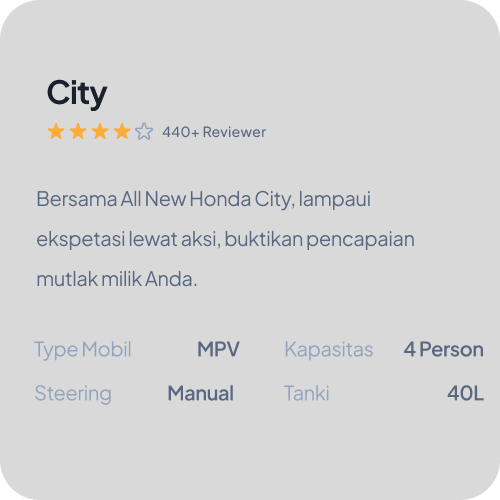 City
440+ Reviewer
Bersama All New Honda City, lampaui
ekspetasi lewat aksi, buktikan pencapaian
mutlak milik Anda.
Type Mobil MPV Kapasitas 4 Person
Steering Manual Tanki 40L